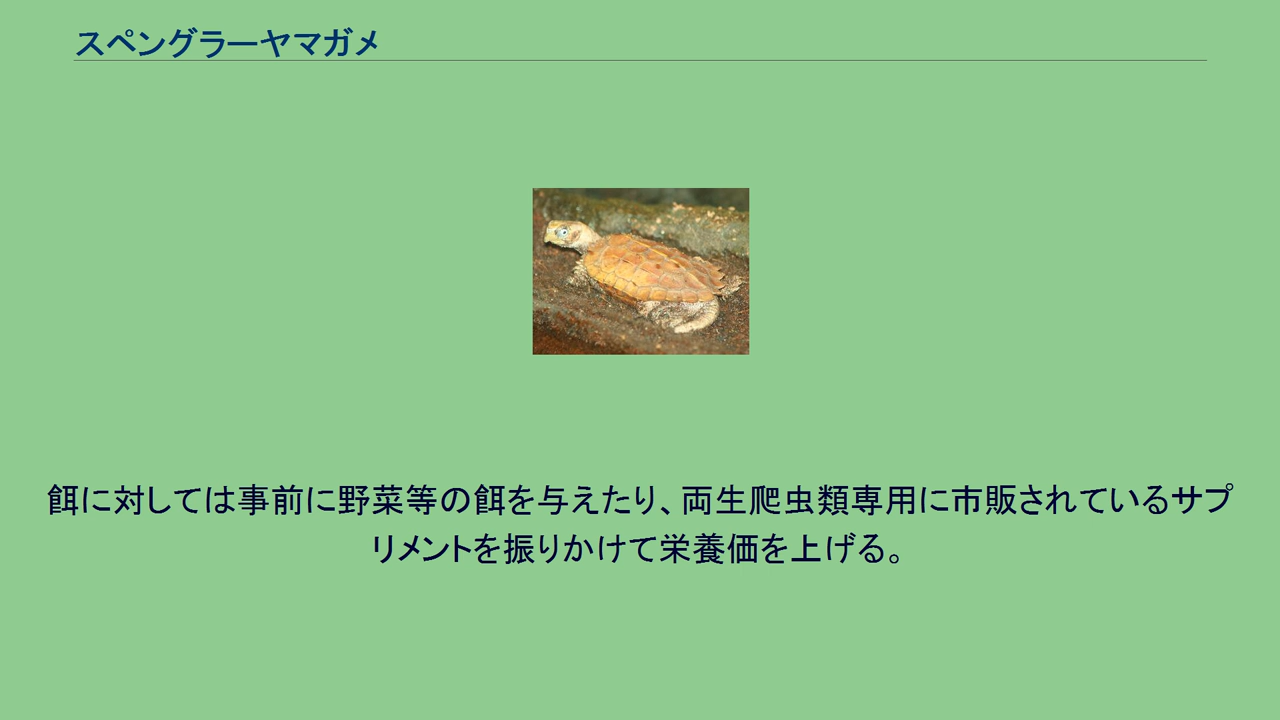 スペングラーヤマガメ
餌に対しては事前に野菜等の餌を与えたり、両生爬虫類専用に市販されているサプ
リメントを振りかけて栄養価を上げる。